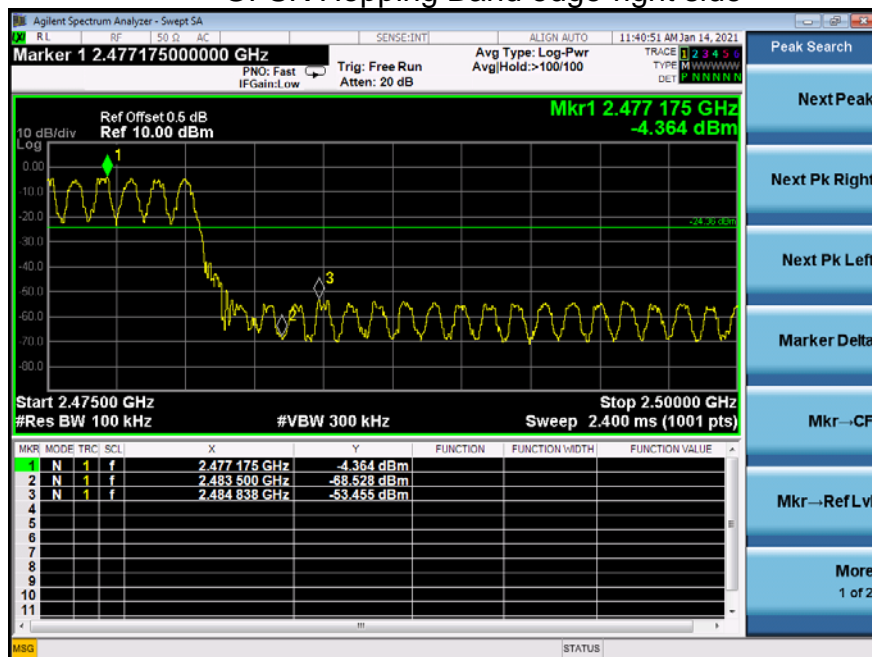 GFSK Hopping Band edge-right side
Agilent Spectrum Analyzer - Swept SA
RL RF 50 Ω AC SENSE:INT ALIGN AUTO 11:40:51 AM Jan 14, 2021
Marker 1 2.477175000000 GHz
PNO: Fast
IFGain:Low
Trig: Free Run
Atten: 20 dB
Avg Type: Log-Pwr
Avg|Hold:>100/100
TRACE 1 2 3 4 5 6
TYPE M W W W W W
DET P N N N N N
Peak Search
Next Peak
Next Pk Right
Next Pk Left
Marker Delta
Mkr→CF
Mkr→Ref Lvl
More
1 of 2
Mkr1 2.477 175 GHz
-4.364 dBm
Ref Offset 0.5 dB
10 dB/div Ref 10.00 dBm
Log
1
0.00
-10.0
-20.0
-24.36 dBm
-30.0
-40.0
3
-50.0
2
-60.0
-70.0
-80.0
Start 2.47500 GHz Stop 2.50000 GHz
#Res BW 100 kHz #VBW 300 kHz Sweep 2.400 ms (1001 pts)
MKR MODE TRC SCL X Y FUNCTION FUNCTION WIDTH FUNCTION VALUE
1 N 1 f 2.477 175 GHz -4.364 dBm
2 N 1 f 2.483 500 GHz -68.528 dBm
3 N 1 f 2.484 838 GHz -53.455 dBm
4
5
6
7
8
9
10
11
MSG STATUS